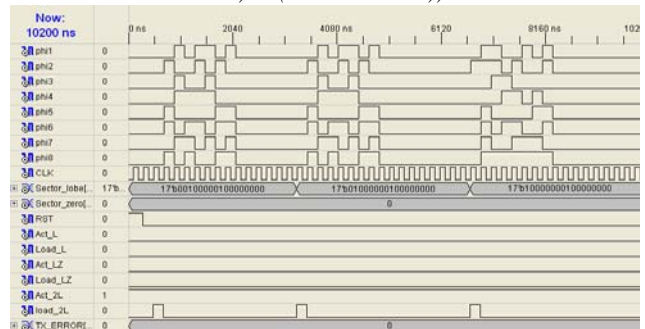 Now:
10200 ns
0 ns 2040 4080 ns 6120 8160 ns 102
phi1 0
phi2 0
phi3 0
phi4 0
phi5 0
phi6 0
phi7 0
phi8 0
CLK 0
Sector_lobe[.. 17'b.. 17'b00100000100000000 17'b01000000100000000 17'b10000000100000000
Sector_zero[.. 0 0
RST 0
Act_L 0
Load_L 0
Act_LZ 0
Load_LZ 0
Act_2L 1
load_2L 0
TX_ERROR[.. 0 0